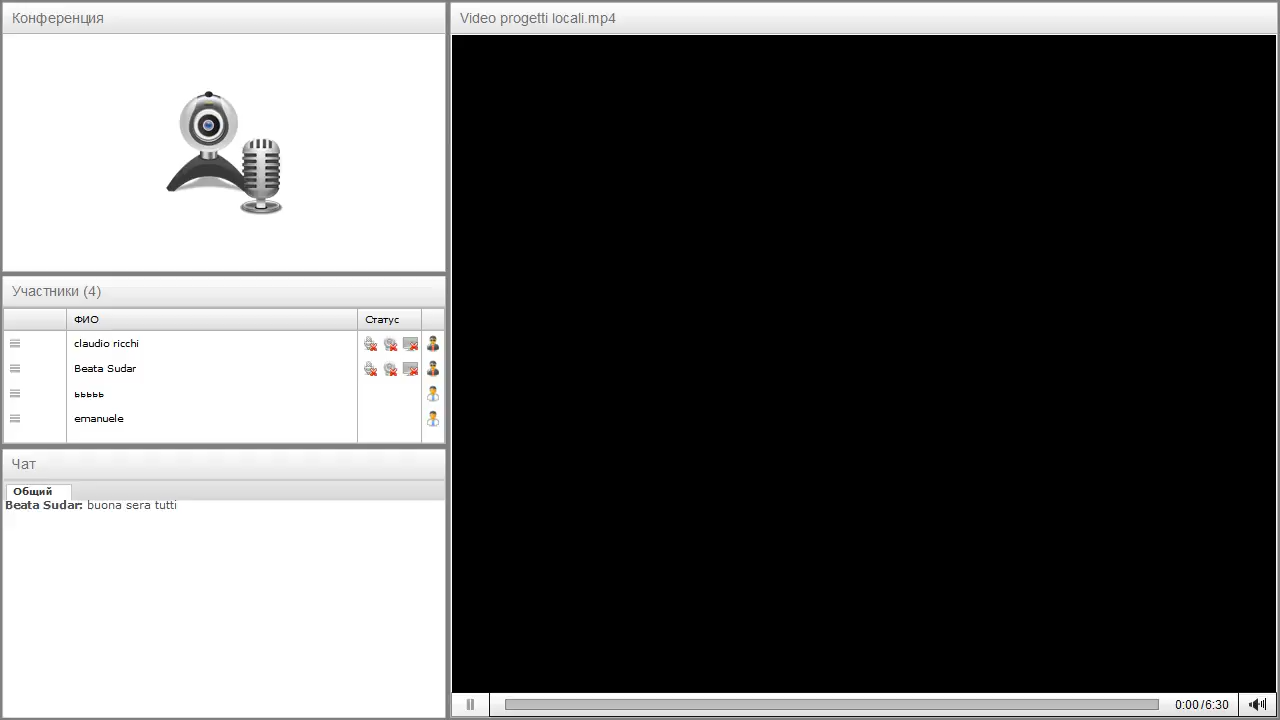 Конференция
Video progetti locali.mp4
Участники (4)
ФИО Статус
claudio ricchi
Beata Sudar
ььььь
emanuele
Чат
Общий
Beata Sudar: buona sera tutti
0:00/6:30